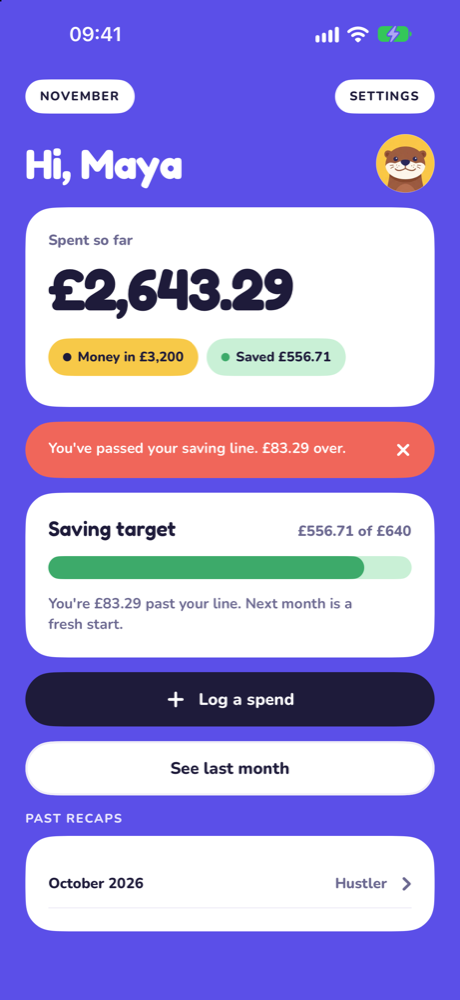 09:41
NOVEMBER
SETTINGS
Hi, Maya
Spent so far
£2,643.29
Money in £3,200
Saved £556.71
You've passed your saving line. £83.29 over.
Saving target
£556.71 of £640
You're £83.29 past your line. Next month is a
fresh start.
Log a spend
See last month
PAST RECAPS
October 2026
Hustler